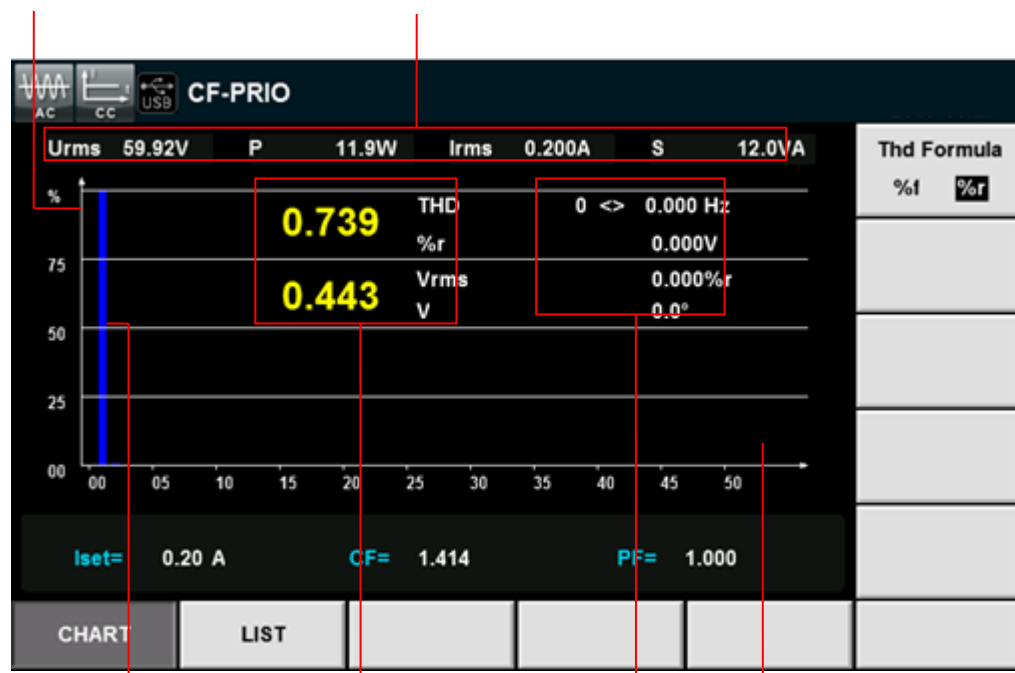 AC CC USB CF-PRIO
Urms 59.92V P 11.9W Irms 0.200A S 12.0VA
Thd Formula
%f %r
%
0.739 THD 0 <> 0.000 Hz
%r 0.000V
75
0.443 Vrms 0.000%r
V 0.0°
50
25
00
00 05 10 15 20 25 30 35 40 45 50
Iset= 0.20 A CF= 1.414 PF= 1.000
CHART LIST